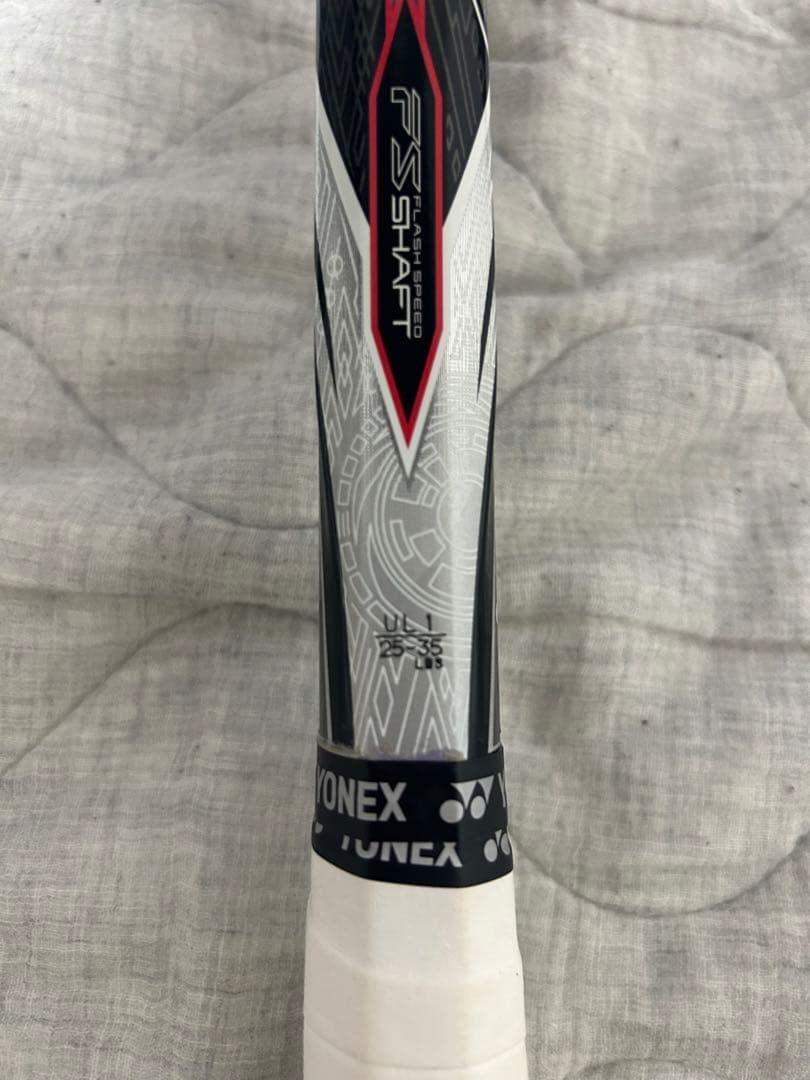 FS
FLASH SPEED
SHAFT
UL1
25-35
LBS
YONEX
YONEX